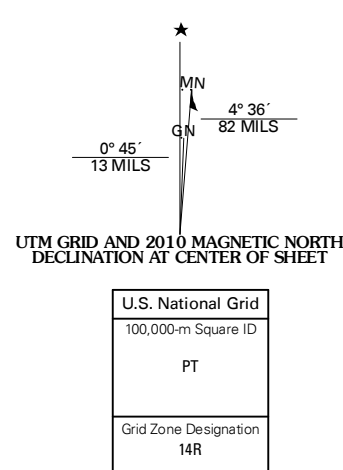 ★
MN
4° 36´
82 MILS
GN
0° 45´
13 MILS
UTM GRID AND 2010 MAGNETIC NORTH
DECLINATION AT CENTER OF SHEET
U.S. National Grid
100,000-m Square ID
PT
Grid Zone Designation
14R